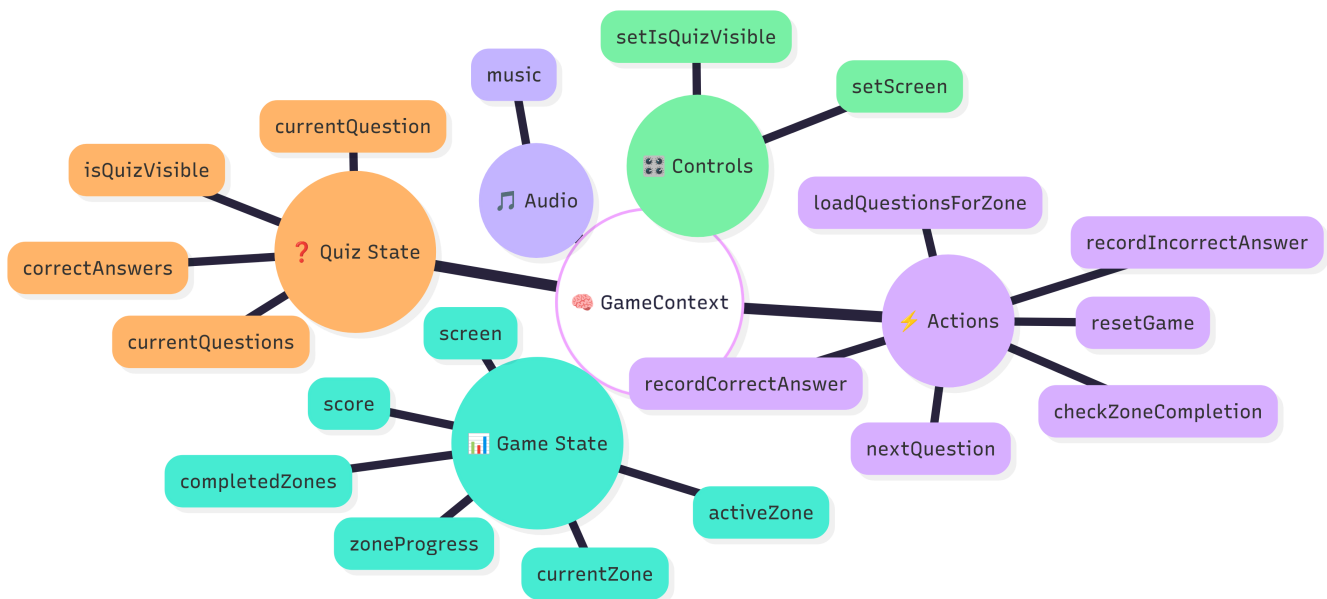 setIsQuizVisible
music
setScreen
currentQuestion
isQuizVisible
🎛️ Controls
🎵 Audio
loadQuestionsForZone
recordIncorrectAnswer
❓ Quiz State
correctAnswers
🧠 GameContext
⚡ Actions
resetGame
currentQuestions
screen
recordCorrectAnswer
score
checkZoneCompletion
📊 Game State
nextQuestion
completedZones
activeZone
zoneProgress
currentZone